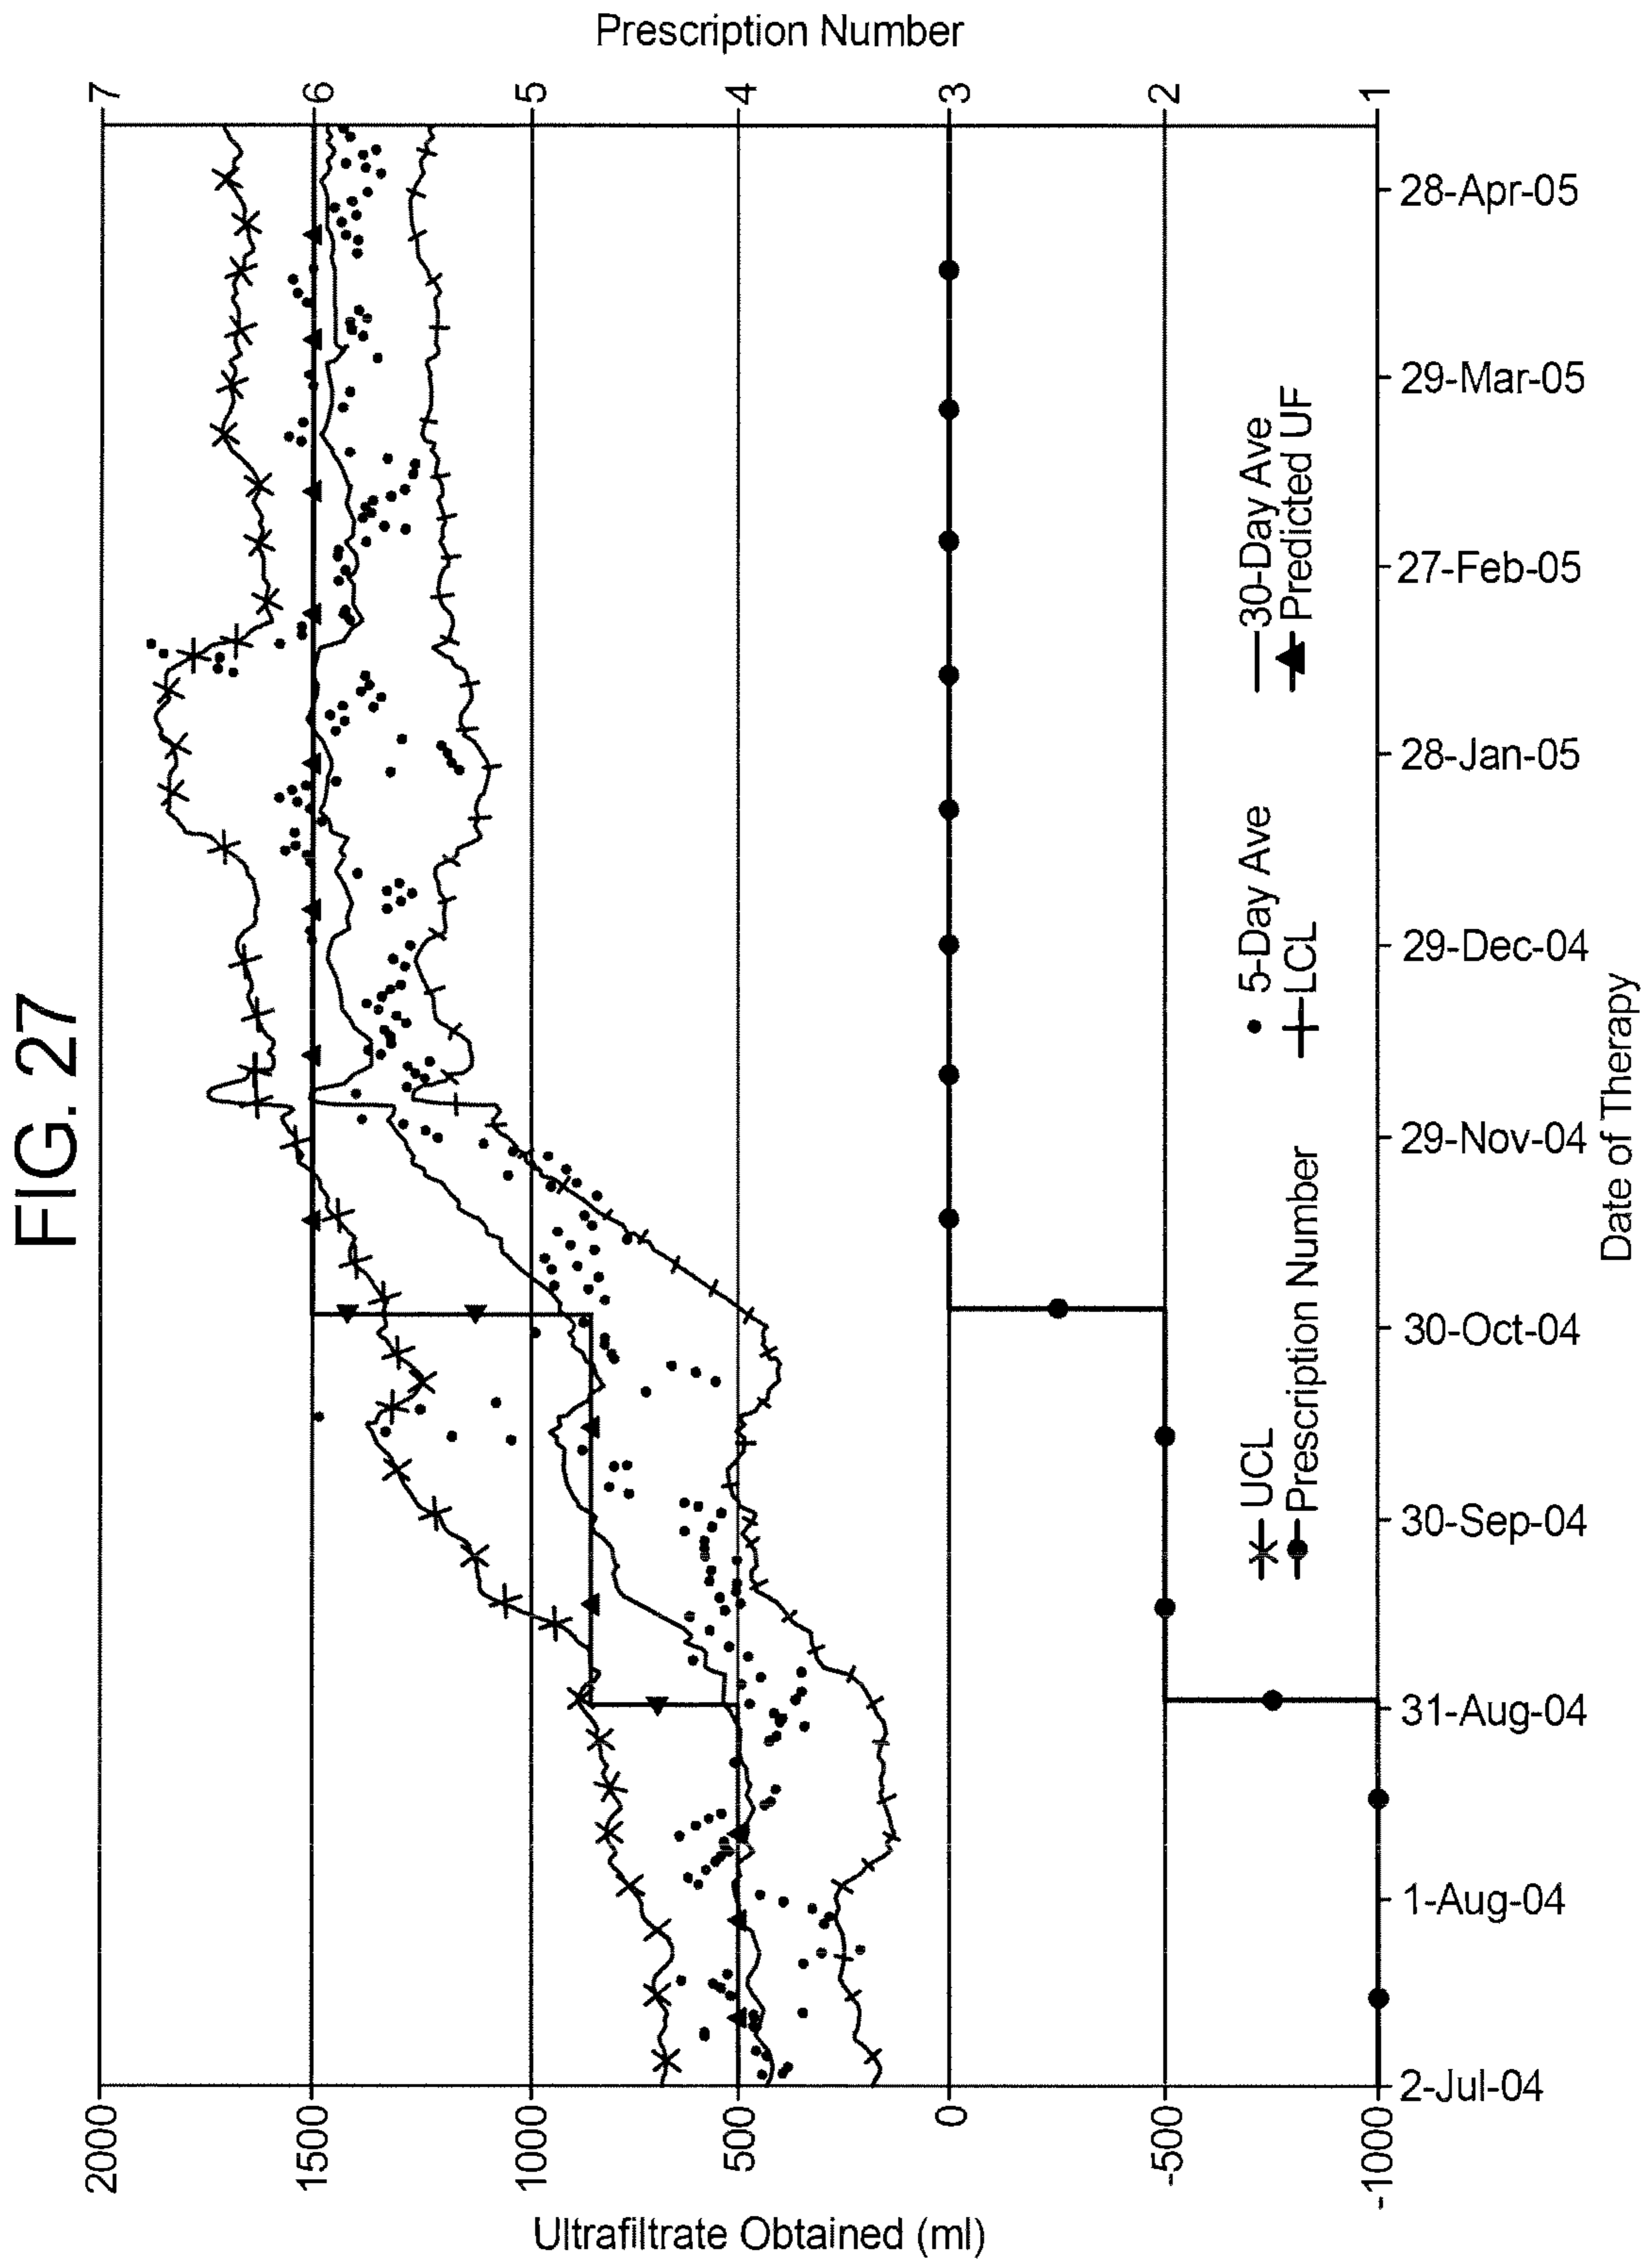 FIG. 27
Ultrafiltrate Obtained (ml)
2000
1500
1000
500
0
-500
-1000
Prescription Number
7
6
5
4
3
2
1
UCL
5-Day Ave
30-Day Ave
Prescription Number
LCL
Predicted UF
2-Jul-04
1-Aug-04
31-Aug-04
30-Sep-04
30-Oct-04
29-Nov-04
29-Dec-04
28-Jan-05
27-Feb-05
29-Mar-05
28-Apr-05
Date of Therapy